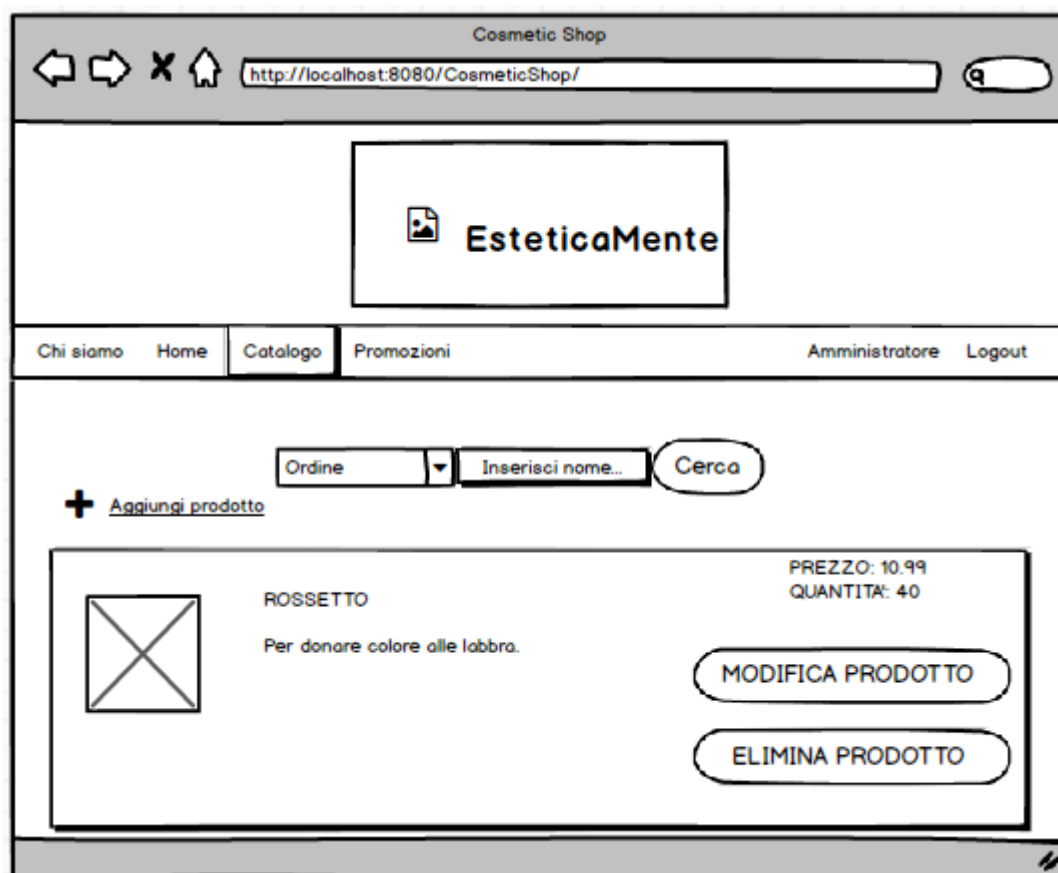 Cosmetic Shop
http://localhost:8080/CosmeticShop/
EsteticaMente
Chi siamo Home Catalogo Promozioni Amministratore Logout
Ordine Inserisci nome... Cerca
Aggiungi prodotto
PREZZO: 10.99
QUANTITA': 40
ROSSETTO
Per donare colore alle labbra.
MODIFICA PRODOTTO
ELIMINA PRODOTTO